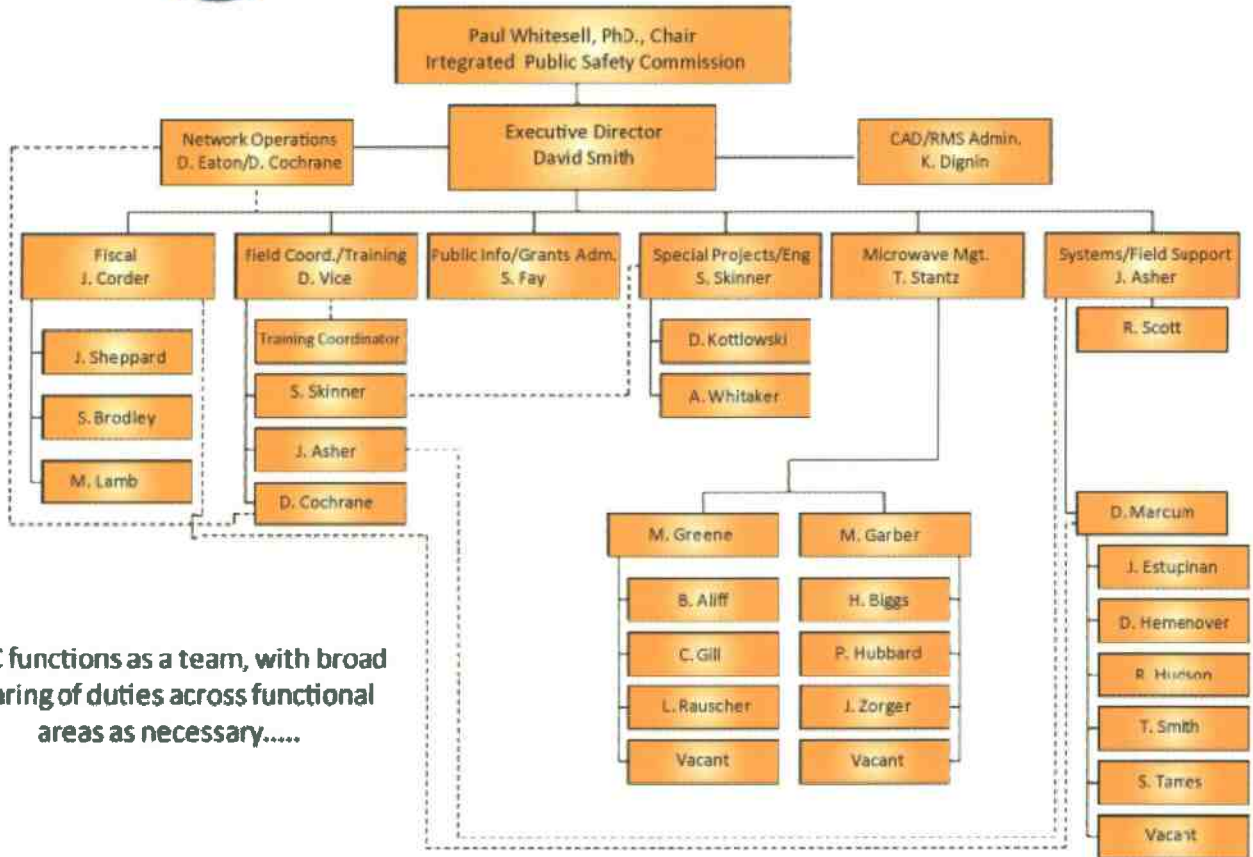 Paul Whitesell, PhD., Chair
Integrated Public Safety Commission
Network Operations
D. Eaton/D. Cochrane
Executive Director
David Smith
CAD/RMS Admin.
K. Dignin
Fiscal
J. Corder
Field Coord./Training
D. Vice
Public Info/Grants Adm.
S. Fay
Special Projects/Eng
S. Skinner
Microwave Mgt.
T. Stantz
Systems/Field Support
J. Asher
J. Sheppard
S. Brodley
M. Lamb
Training Coordinator
S. Skinner
J. Asher
D. Cochrane
D. Kottlowski
A. Whitaker
R. Scott
M. Greene
B. Aliff
C. Gill
L. Rauscher
Vacant
M. Garber
H. Biggs
P. Hubbard
J. Zorger
Vacant
D. Marcum
J. Estupinan
D. Hemenover
R. Hudson
T. Smith
S. Tames
Vacant
C functions as a team, with broad
aring of duties across functional
areas as necessary.....